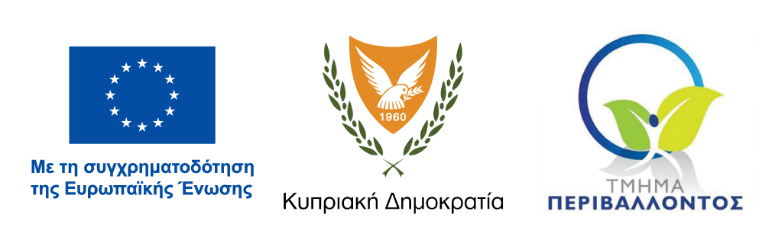 Με τη συγχρηματοδότηση
της Ευρωπαϊκής Ένωσης
1960
Κυπριακή Δημοκρατία
ΤΜΗΜΑ
ΠΕΡΙΒΑΛΛΟΝΤΟΣ